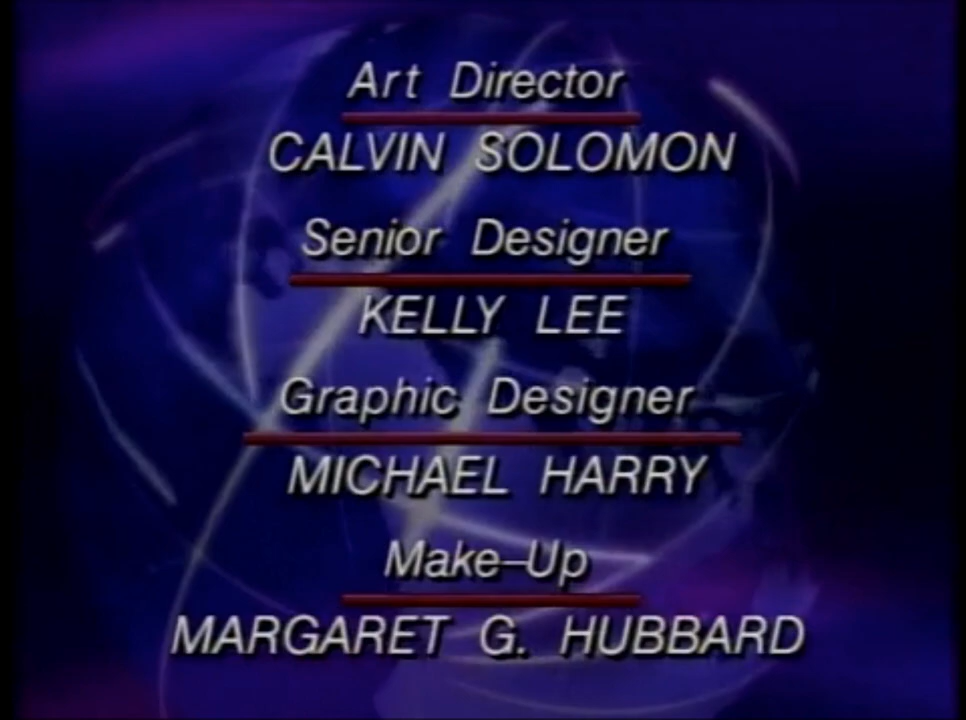 Art Director
CALVIN SOLOMON
Senior Designer
KELLY LEE
Graphic Designer
MICHAEL HARRY
Make-Up
MARGARET G. HUBBARD